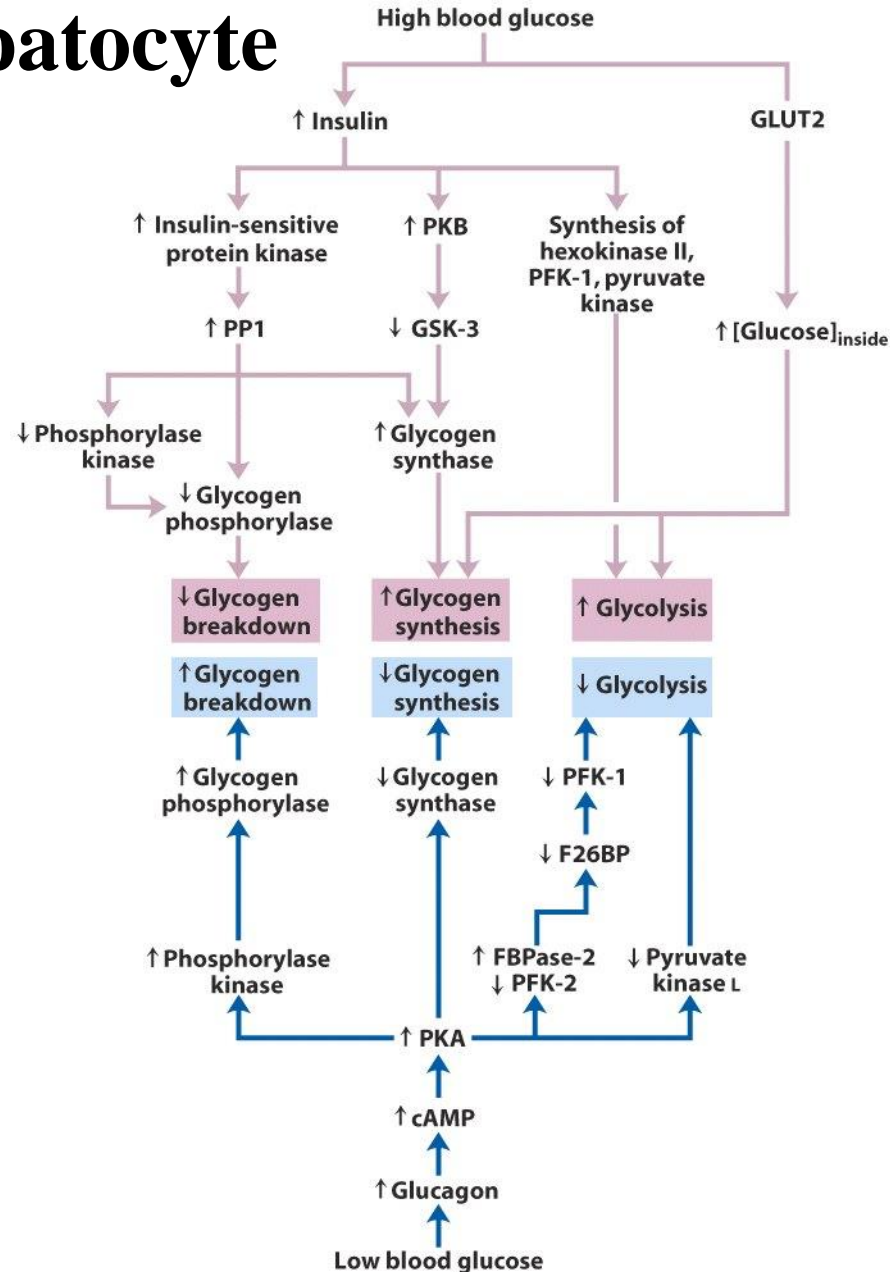 patocyte
High blood glucose
↑ Insulin
GLUT2
↑ Insulin-sensitive
protein kinase
↑ PKB
Synthesis of
hexokinase II,
PFK-1, pyruvate
kinase
↑ PP1
↓ GSK-3
↑ [Glucose]inside
↓ Phosphorylase
kinase
↑ Glycogen
synthase
↓ Glycogen
phosphorylase
↓ Glycogen
breakdown
↑ Glycogen
synthesis
↑ Glycolysis
↑ Glycogen
breakdown
↓ Glycogen
synthesis
↓ Glycolysis
↑ Glycogen
phosphorylase
↓ Glycogen
synthase
↓ PFK-1
↓ F26BP
↑ Phosphorylase
kinase
↑ FBPase-2
↓ PFK-2
↓ Pyruvate
kinase L
↑ PKA
↑ cAMP
↑ Glucagon
Low blood glucose